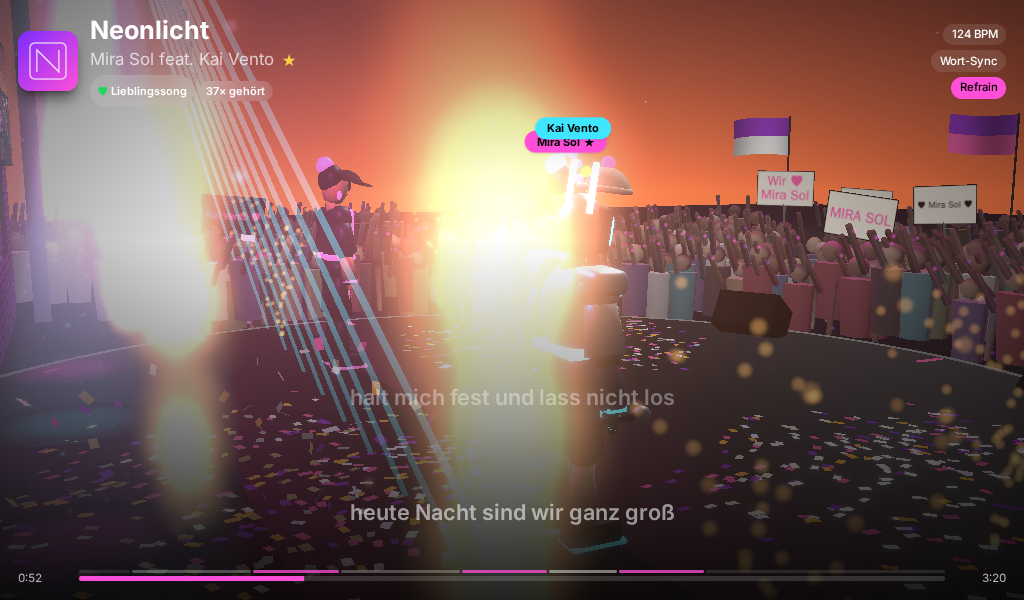 N
Neonlicht
Mira Sol feat. Kai Vento ★
♥ Lieblingssong
37× gehört
124 BPM
Wort-Sync
Refrain
Kai Vento
Mira Sol ★
Wir ♥
Mira Sol
MIRA SOL
♥ Mira Sol ♥
halt mich fest und lass nicht los
heute Nacht sind wir ganz groß
0:52
3:20